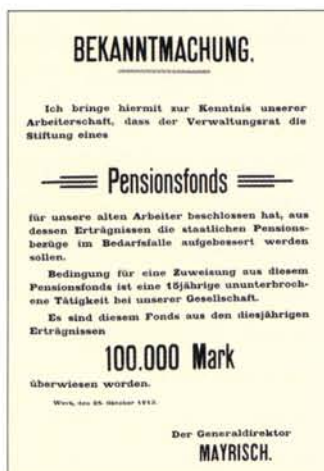 BEKANNTMACHUNG.
Ich bringe hiermit zur Kenntnis unserer
Arbeiterschaft, dass der Verwaltungsrat die
Stiftung eines
Pensionsfonds
für unsere alten Arbeiter beschlossen hat, aus
dessen Erträgnissen die staatlichen Pensions-
bezüge im Bedarfsfalle aufgebessert werden
sollen.
Bedingung für eine Zuweisung aus diesem
Pensionsfonds ist eine 15jährige ununterbroch-
ene Tätigkeit bei unserer Gesellschaft.
Es sind diesem Fonds aus den diesjährigen
Erträgnissen
100.000 Mark
überwiesen worden.
Werk, den Oktober
Der Generaldirektor
MAYRISCH.